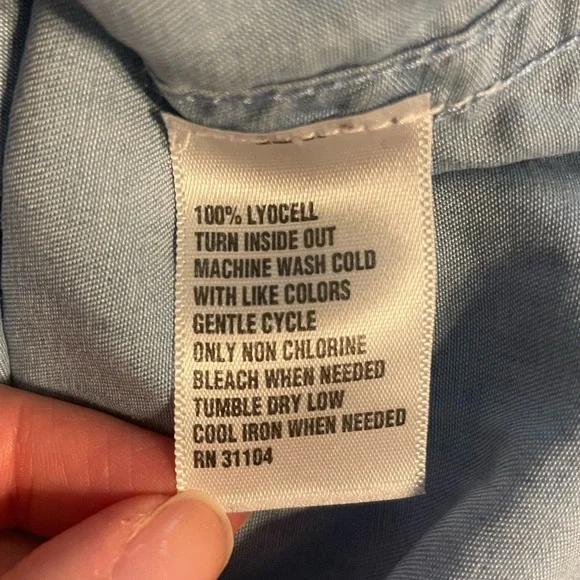 100% LYOCELL
TURN INSIDE OUT
MACHINE WASH COLD
WITH LIKE COLORS
GENTLE CYCLE
ONLY NON CHLORINE
BLEACH WHEN NEEDED
TUMBLE DRY LOW
COOL IRON WHEN NEEDED
RN 31104